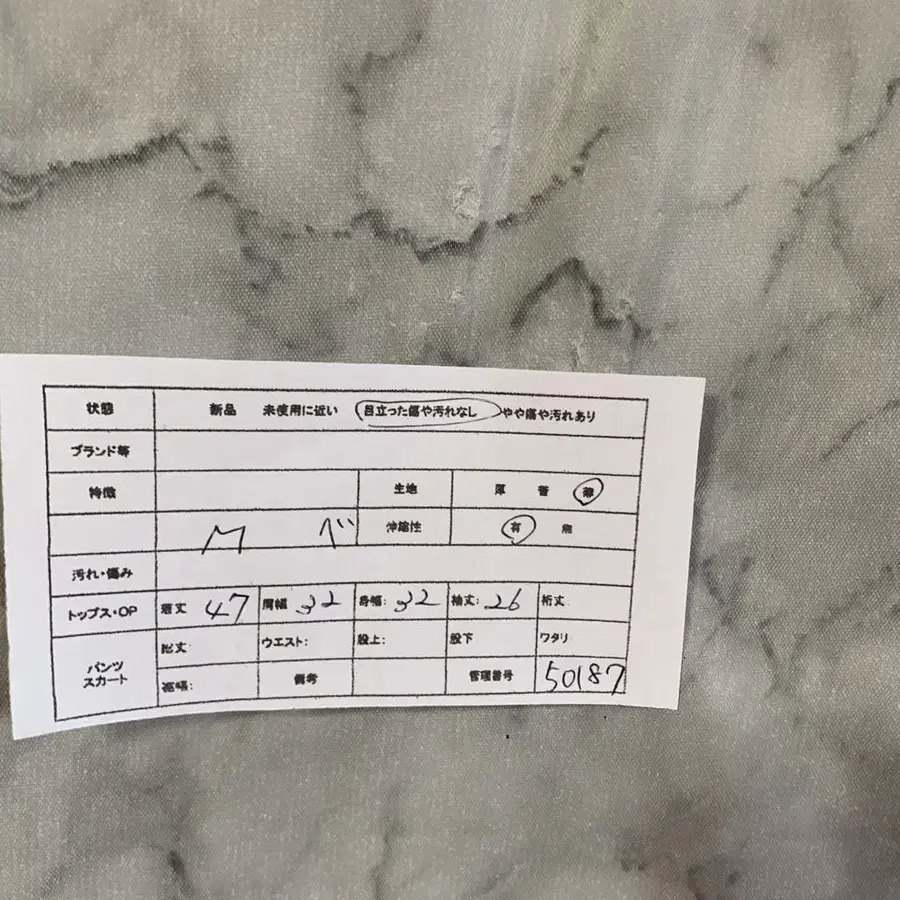 状態 新品 未使用に近い 目立った傷や汚れなし やや傷や汚れあり
ブランド等
特徴 生地 厚 普 薄
M ベ 伸縮性 有 無
汚れ・傷み
トップス・OP 着丈 47 肩幅 32 身幅: 32 袖丈: 26 裄丈
パンツ スカート 総丈 ウエスト: 股上: 股下 ワタリ
裾幅: 備考 管理番号 50187